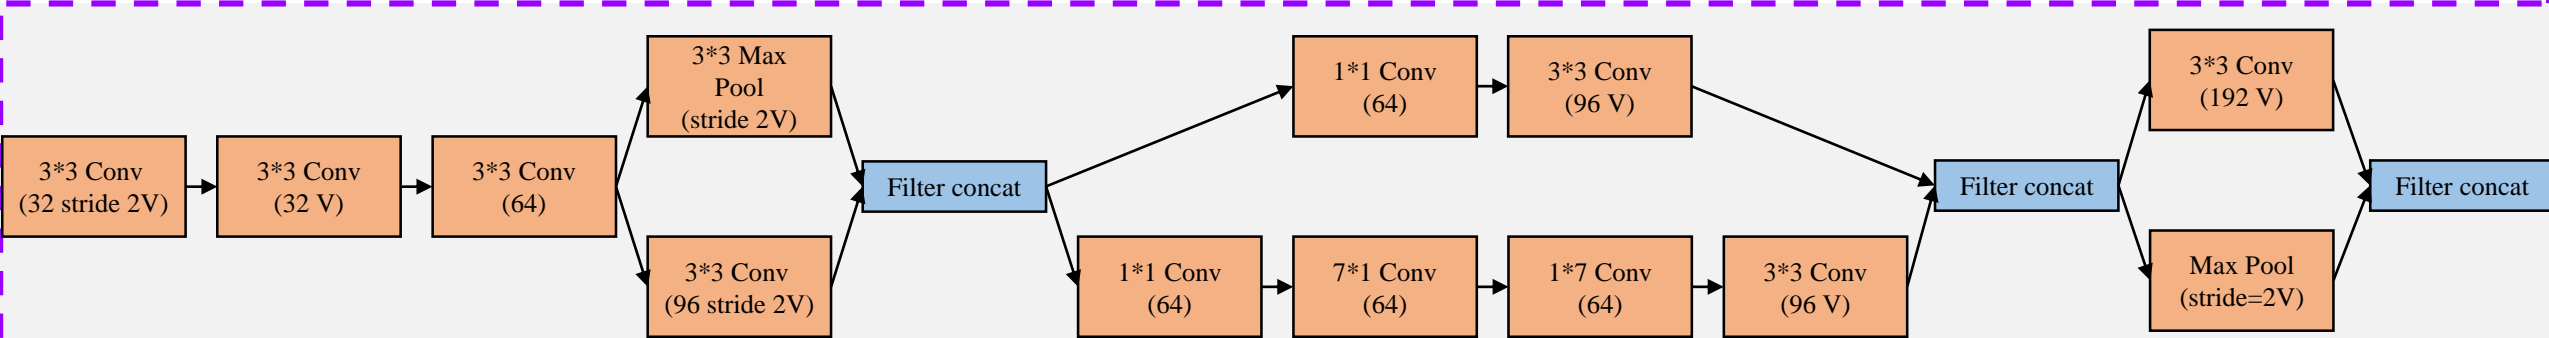 3*3 Conv
(32 stride 2V)
3*3 Conv
(32 V)
3*3 Conv
(64)
3*3 Max
Pool
(stride 2V)
3*3 Conv
(96 stride 2V)
Filter concat
1*1 Conv
(64)
3*3 Conv
(96 V)
1*1 Conv
(64)
7*1 Conv
(64)
1*7 Conv
(64)
3*3 Conv
(96 V)
Filter concat
3*3 Conv
(192 V)
Max Pool
(stride=2V)
Filter concat